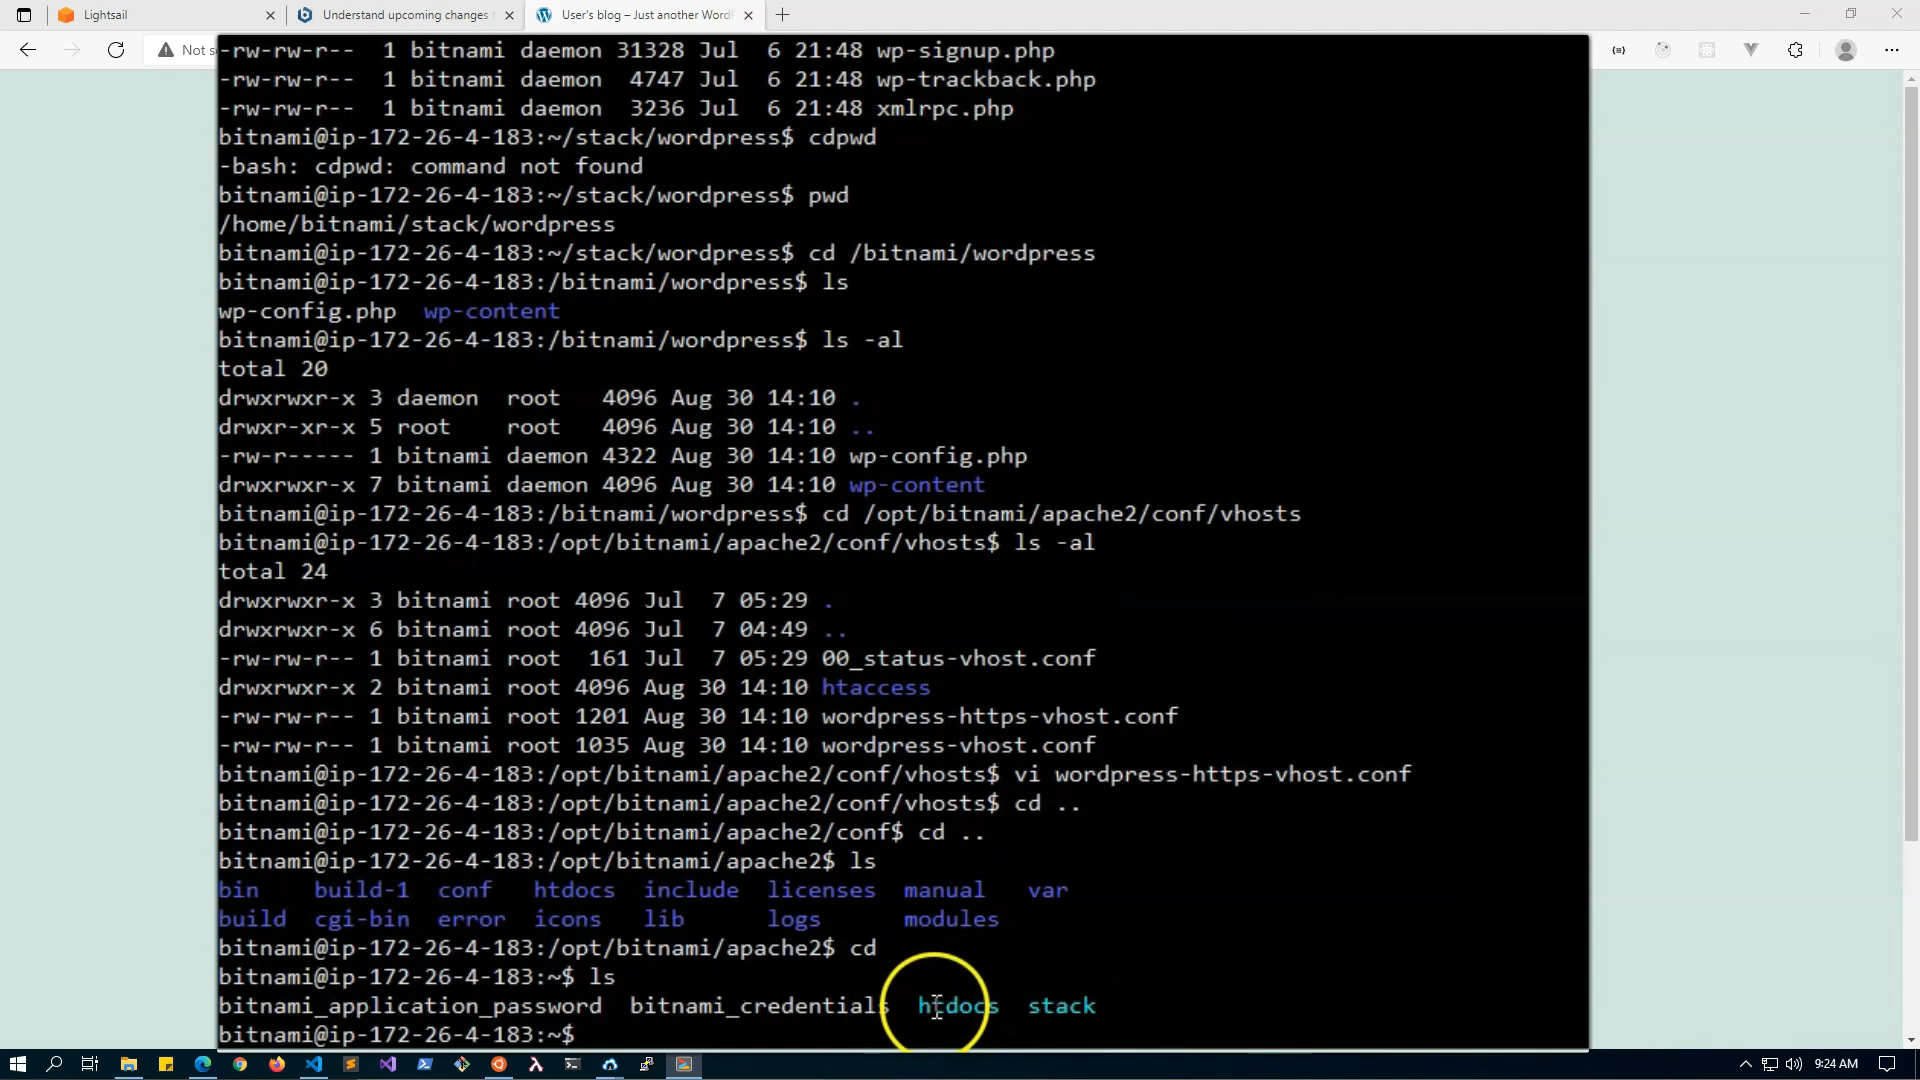 Lightsail
Understand upcoming changes
User's blog – Just another WordP
Not s
-rw-rw-r--  1 bitnami daemon 31328 Jul  6 21:48 wp-signup.php
-rw-rw-r--  1 bitnami daemon  4747 Jul  6 21:48 wp-trackback.php
-rw-rw-r--  1 bitnami daemon  3236 Jul  6 21:48 xmlrpc.php
bitnami@ip-172-26-4-183:~/stack/wordpress$ cdpwd
-bash: cdpwd: command not found
bitnami@ip-172-26-4-183:~/stack/wordpress$ pwd
/home/bitnami/stack/wordpress
bitnami@ip-172-26-4-183:~/stack/wordpress$ cd /bitnami/wordpress
bitnami@ip-172-26-4-183:/bitnami/wordpress$ ls
wp-config.php  wp-content
bitnami@ip-172-26-4-183:/bitnami/wordpress$ ls -al
total 20
drwxrwxr-x 3 daemon  root   4096 Aug 30 14:10 .
drwxr-xr-x 5 root    root   4096 Aug 30 14:10 ..
-rw-r----- 1 bitnami daemon 4322 Aug 30 14:10 wp-config.php
drwxrwxr-x 7 bitnami daemon 4096 Aug 30 14:10 wp-content
bitnami@ip-172-26-4-183:/bitnami/wordpress$ cd /opt/bitnami/apache2/conf/vhosts
bitnami@ip-172-26-4-183:/opt/bitnami/apache2/conf/vhosts$ ls -al
total 24
drwxrwxr-x 3 bitnami root 4096 Jul  7 05:29 .
drwxrwxr-x 6 bitnami root 4096 Jul  7 04:49 ..
-rw-rw-r-- 1 bitnami root  161 Jul  7 05:29 00_status-vhost.conf
drwxrwxr-x 2 bitnami root 4096 Aug 30 14:10 htaccess
-rw-rw-r-- 1 bitnami root 1201 Aug 30 14:10 wordpress-https-vhost.conf
-rw-rw-r-- 1 bitnami root 1035 Aug 30 14:10 wordpress-vhost.conf
bitnami@ip-172-26-4-183:/opt/bitnami/apache2/conf/vhosts$ vi wordpress-https-vhost.conf
bitnami@ip-172-26-4-183:/opt/bitnami/apache2/conf/vhosts$ cd ..
bitnami@ip-172-26-4-183:/opt/bitnami/apache2/conf$ cd ..
bitnami@ip-172-26-4-183:/opt/bitnami/apache2$ ls
bin    build-1  conf   htdocs  include  licenses  manual   var
build  cgi-bin  error  icons   lib      logs      modules
bitnami@ip-172-26-4-183:/opt/bitnami/apache2$ cd
bitnami@ip-172-26-4-183:~$ ls
bitnami_application_password  bitnami_credentials  htdocs  stack
bitnami@ip-172-26-4-183:~$
9:24 AM